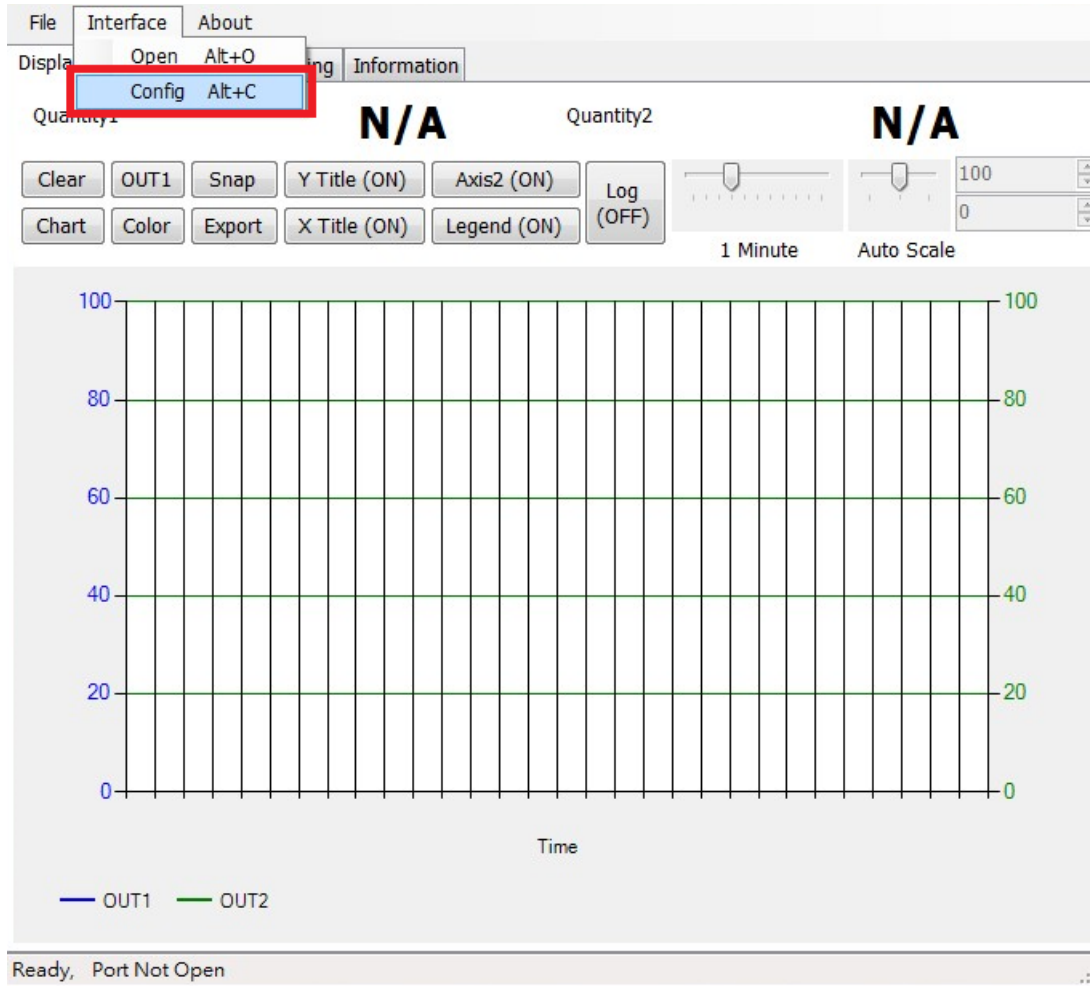 File Interface About
Open Alt+O
Displa ing Information
Config Alt+C
Quantity1 N/A Quantity2 N/A
Clear OUT1 Snap Y Title (ON) Axis2 (ON) Log (OFF) 100
Chart Color Export X Title (ON) Legend (ON) 0
1 Minute Auto Scale
100 100
80 80
60 60
40 40
20 20
0 0
Time
OUT1 OUT2
Ready, Port Not Open